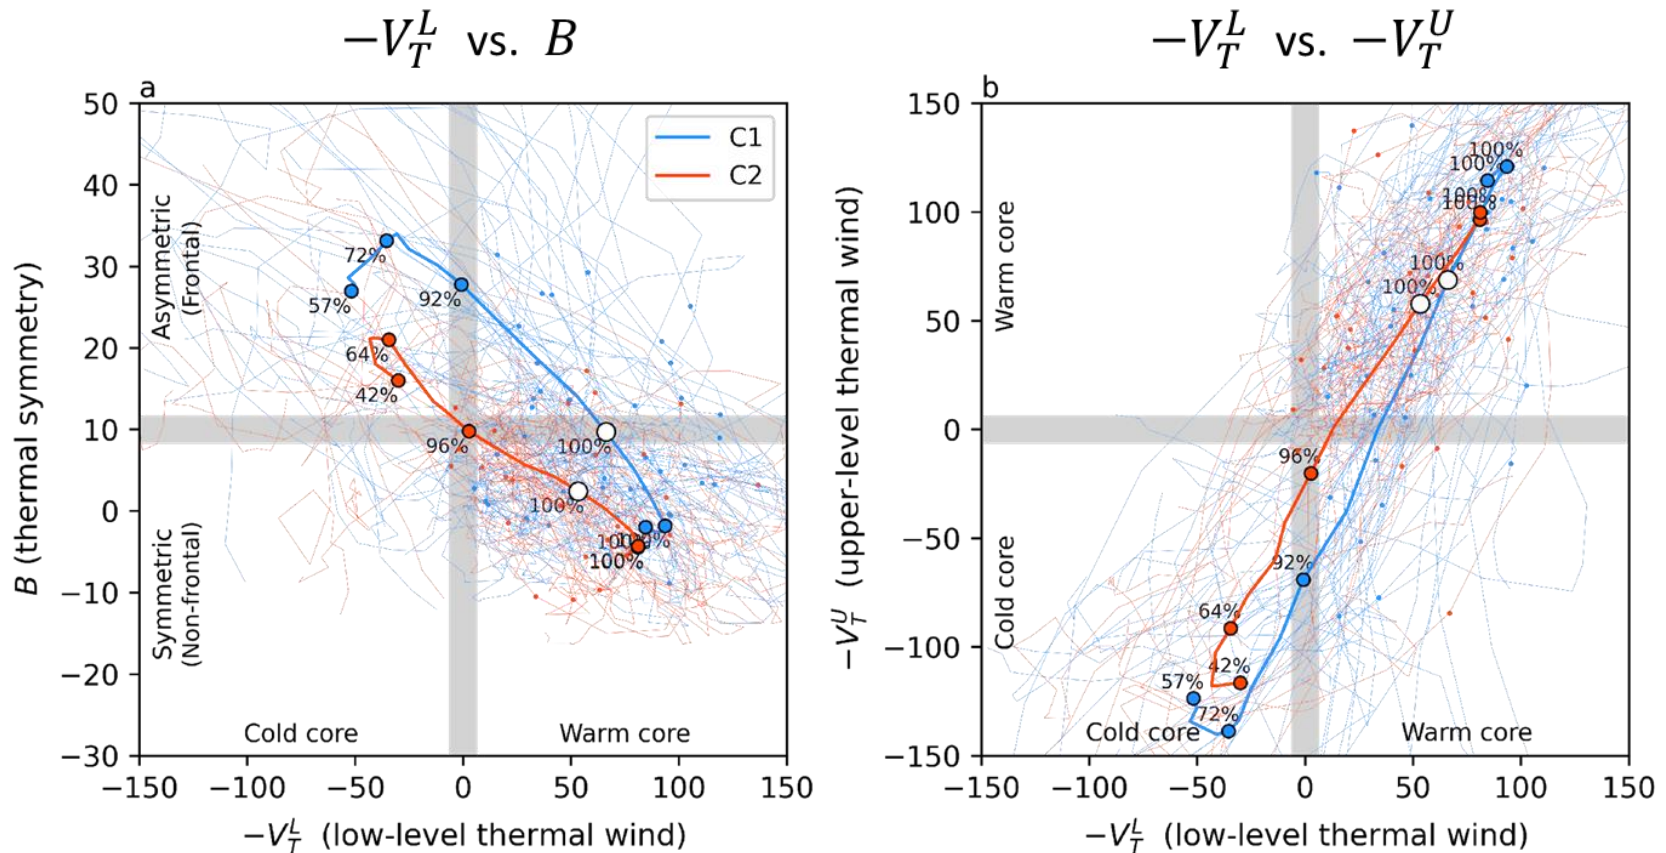 −V_T^L vs. B
−V_T^L vs. −V_T^U
a
50
40
30
20
10
0
−10
−20
−30
B (thermal symmetry)
Asymmetric
(Frontal)
Symmetric
(Non-frontal)
C1
C2
72%
57%
92%
64%
42%
96%
100%
100%
100%
Cold core
Warm core
−150
−100
−50
0
50
100
150
−V_T^L (low-level thermal wind)
b
150
100
50
0
−50
−100
−150
−V_T^U (upper-level thermal wind)
Warm core
Cold core
100%
100%
100%
100%
100%
100%
96%
92%
64%
42%
57%
72%
Cold core
Warm core
−150
−100
−50
0
50
100
150
−V_T^L (low-level thermal wind)